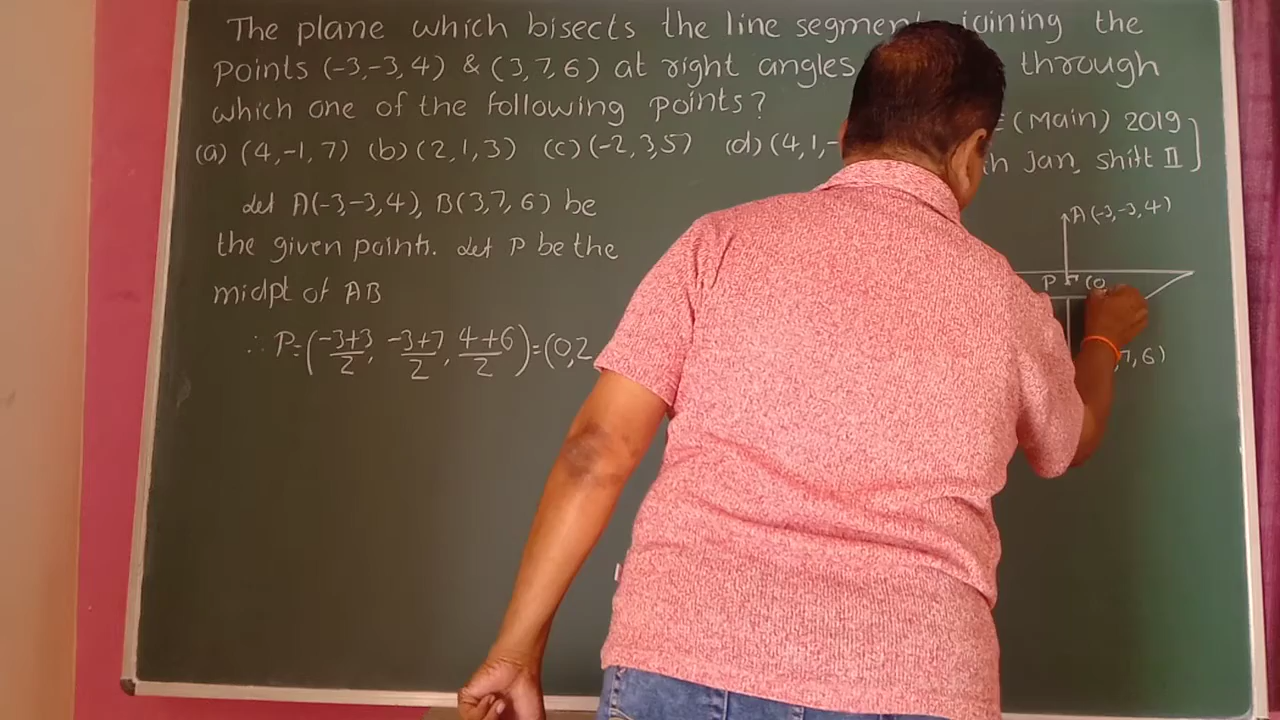 The plane which bisects the line segment joining the
points (-3,-3,4) & (3,7,6) at right angles through
which one of the following points?
(Main) 2019
(a) (4,-1,7) (b) (2,1,3) (c) (-2,3,5) (d) (4,1,-
Jan, shift II]
Let A(-3,-3,4), B(3,7,6) be
A(-3,-3,4)
the given points. Let P be the
P (0,
midpt of AB
∴ P=(-3+3/2, -3+7/2, 4+6/2)=(0,2
7,6)